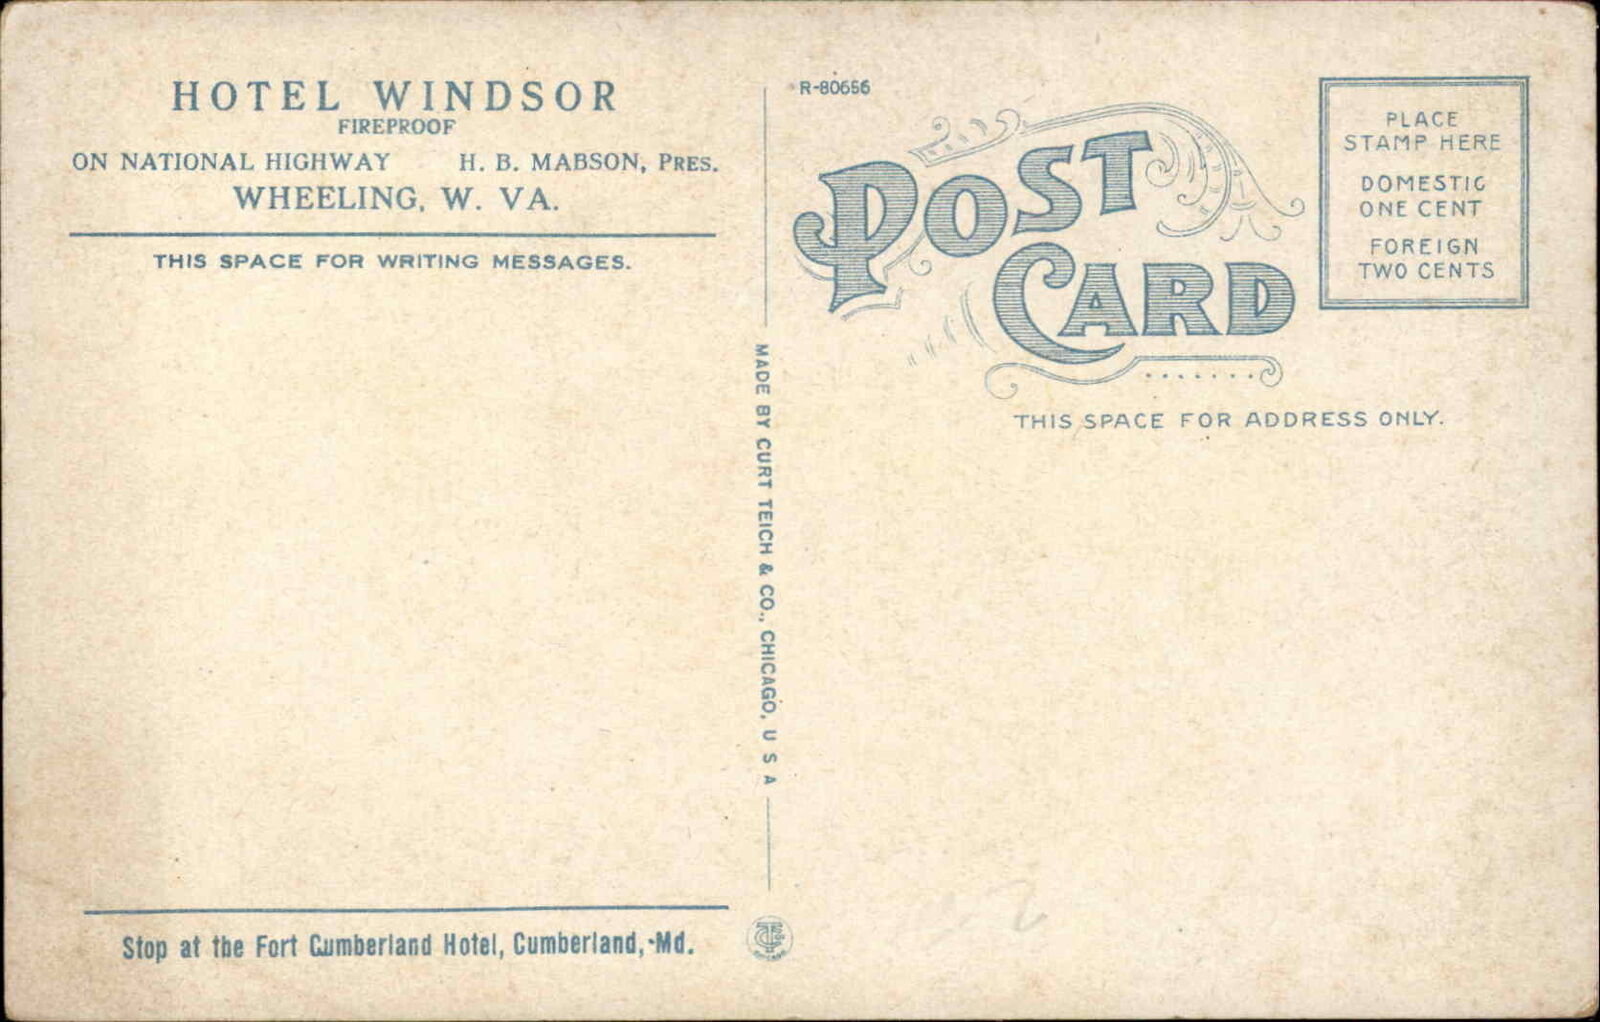 HOTEL WINDSOR
FIREPROOF
ON NATIONAL HIGHWAY H. B. MABSON, PRES.
WHEELING, W. VA.
THIS SPACE FOR WRITING MESSAGES.
Stop at the Fort Cumberland Hotel, Cumberland, Md.
MADE BY CURT TEICH & CO., CHICAGO, U S A
R-80656
POST
CARD
PLACE
STAMP HERE
DOMESTIC
ONE CENT
FOREIGN
TWO CENTS
THIS SPACE FOR ADDRESS ONLY.